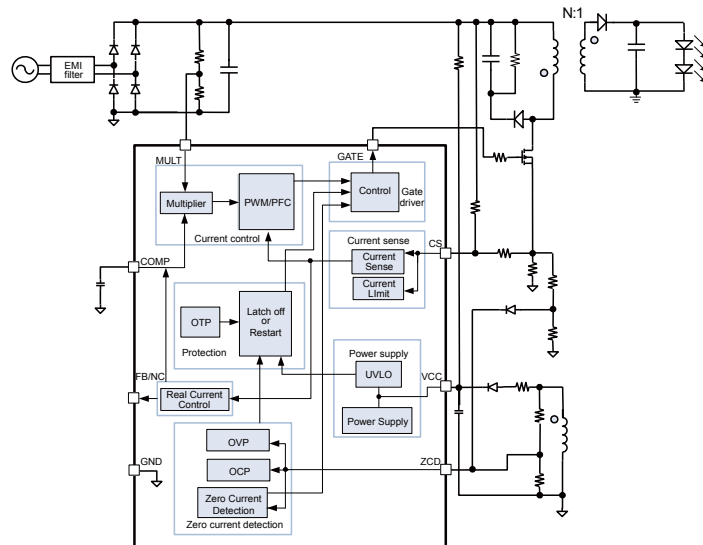 N:1
EMI
filter
MULT
GATE
Multiplier
PWM/PFC
Control
Gate
driver
Current control
Current sense
CS
COMP
Current
Sense
Current
LImit
OTP
Latch off
or
Restart
Protection
Power supply
FB/NC
UVLO
VCC
Real Current
Control
Power Supply
OVP
GND
OCP
ZCD
Zero Current
Detection
Zero current detection